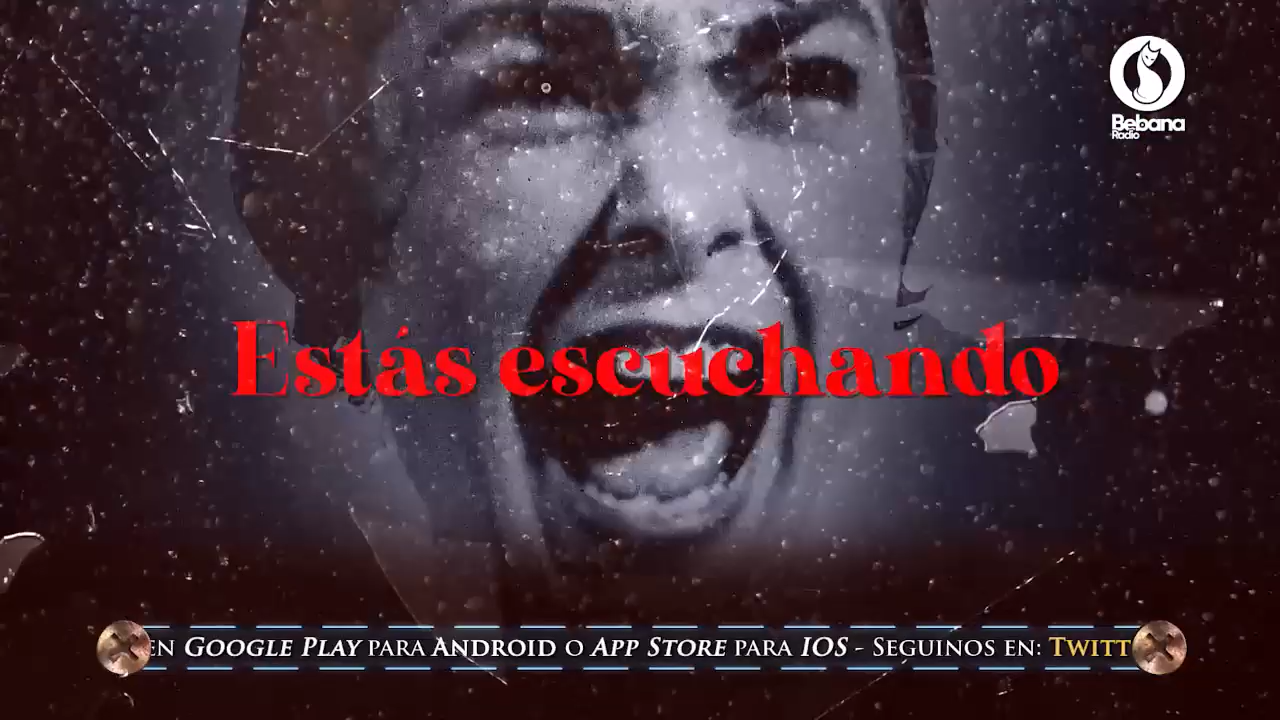 Bebana
Radio
Estás escuchando
EN GOOGLE PLAY PARA ANDROID O APP STORE PARA IOS - SEGUINOS EN: TWITT